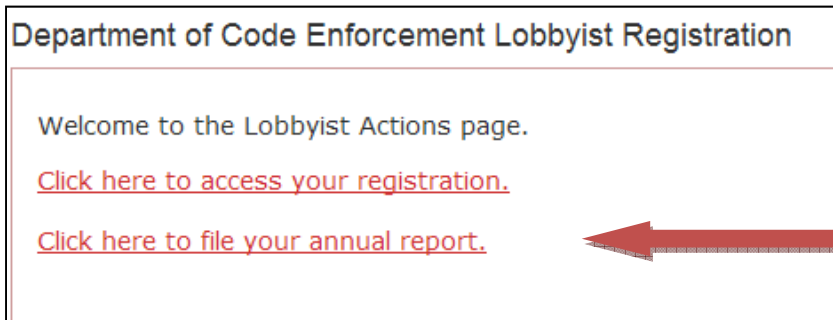 Department of Code Enforcement Lobbyist Registration
Welcome to the Lobbyist Actions page.
Click here to access your registration.
Click here to file your annual report.